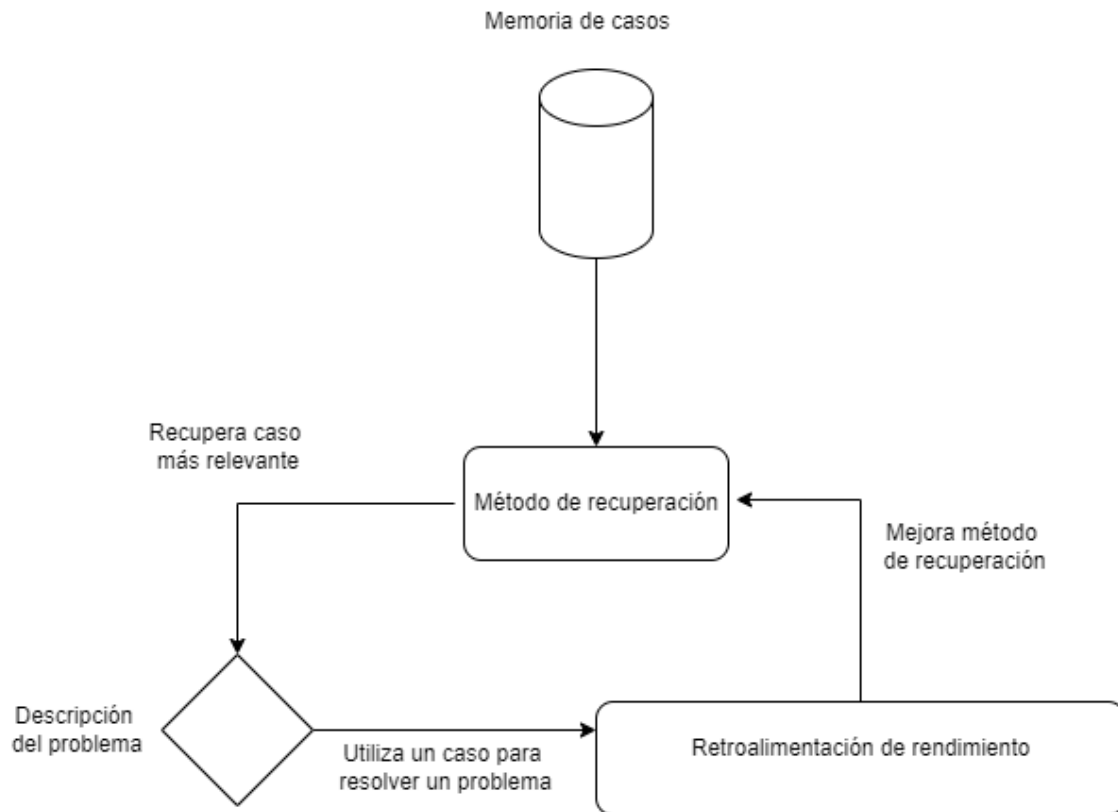 Memoria de casos
Recupera caso
más relevante
Método de recuperación
Mejora método
de recuperación
Descripción
del problema
Utiliza un caso para
resolver un problema
Retroalimentación de rendimiento